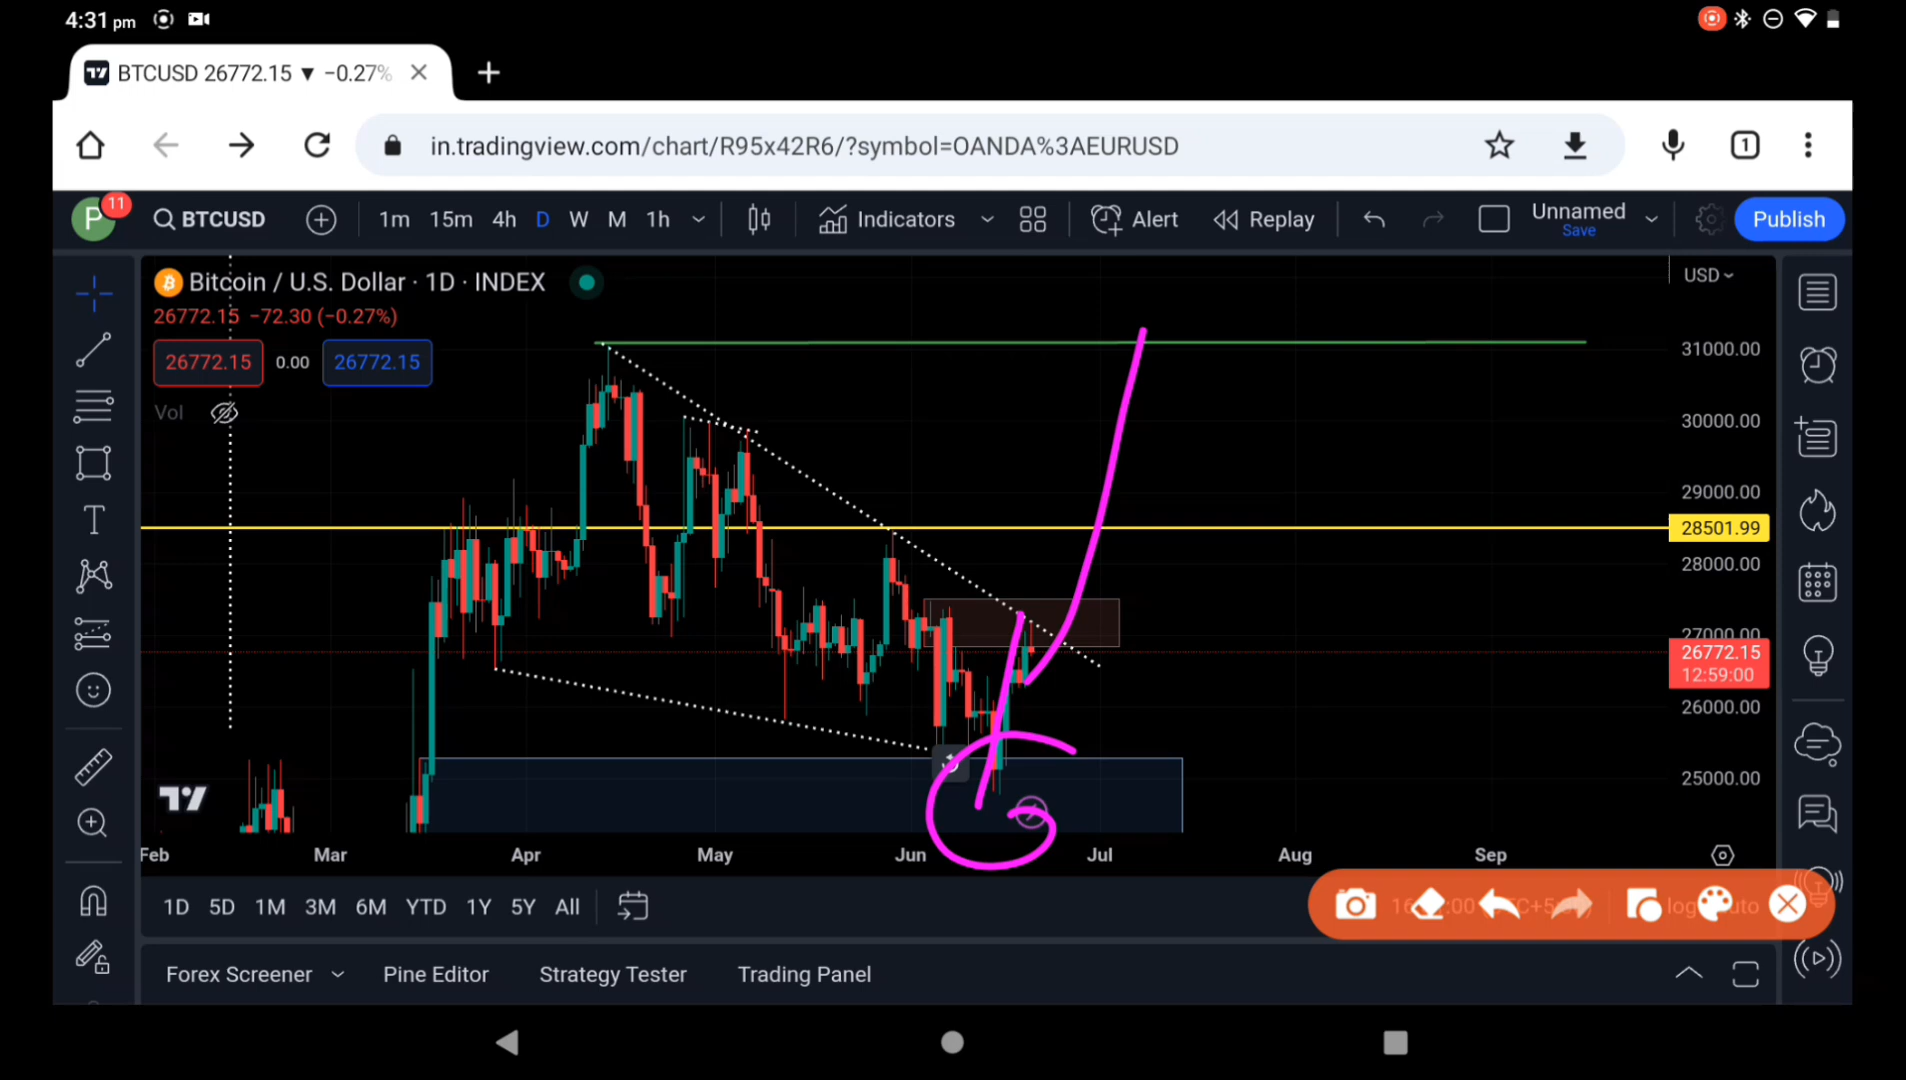 4:31 pm
BTCUSD 26772.15 ▼ −0.27%
in.tradingview.com/chart/R95x42R6/?symbol=OANDA%3AEURUSD
1
P
11
BTCUSD
1m 15m 4h D W M 1h
Indicators
Alert
Replay
Unnamed
Save
Publish
Bitcoin / U.S. Dollar · 1D · INDEX
USD
26772.15 −72.30 (−0.27%)
26772.15
0.00
26772.15
Vol
31000.00
30000.00
29000.00
28501.99
28000.00
27000.00
26772.15
12:59:00
26000.00
25000.00
Feb Mar Apr May Jun Jul Aug Sep
1D 5D 1M 3M 6M YTD 1Y 5Y All
log
Forex Screener
Pine Editor
Strategy Tester
Trading Panel